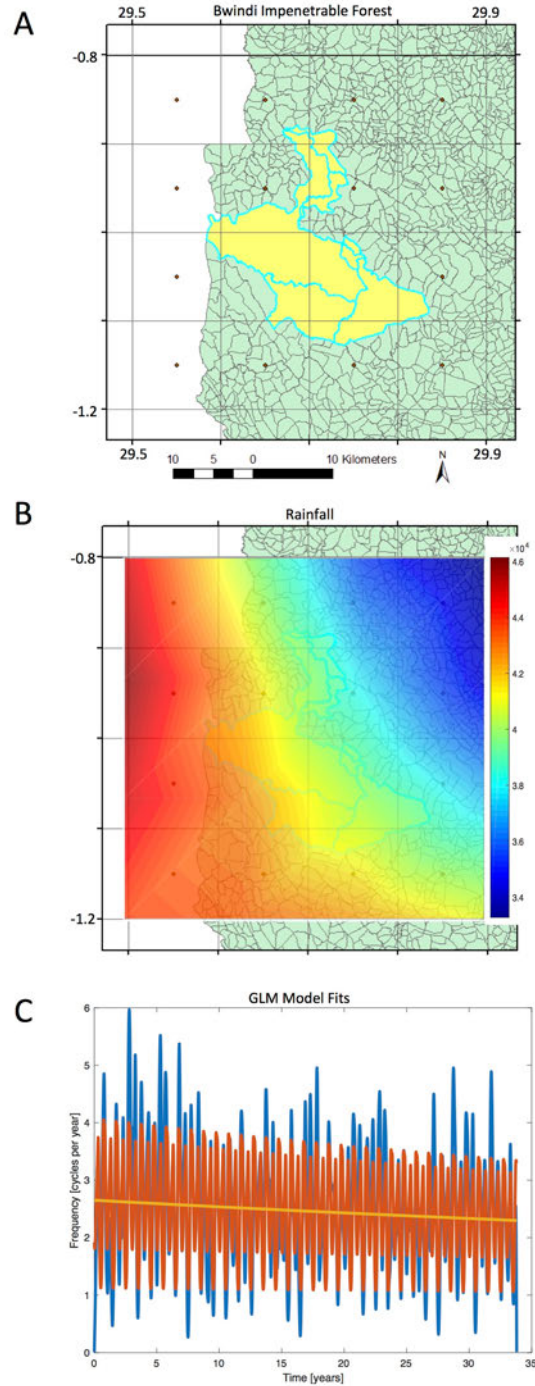 A
Bwindi Impenetrable Forest
29.5 29.9
-0.8
-1.2
29.5 29.9
10 5 0 10 Kilometers
N
B
Rainfall
-0.8
-1.2
×10⁴
4.6
4.4
4.2
4
3.8
3.6
3.4
C
GLM Model Fits
Frequency [cycles per year]
6
5
4
3
2
1
0
0 5 10 15 20 25 30 35
Time [years]